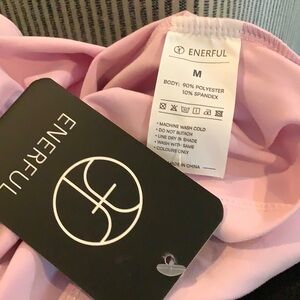 ENERFUL
M
BODY: 90% POLYESTER
10% SPANDEX
• MACHINE WASH COLD
• DO NOT BLEACH
• LINE DRY IN SHADE
• WASH WITH SAME
• COLOURS ONLY
MADE IN CHINA
ENERFUL